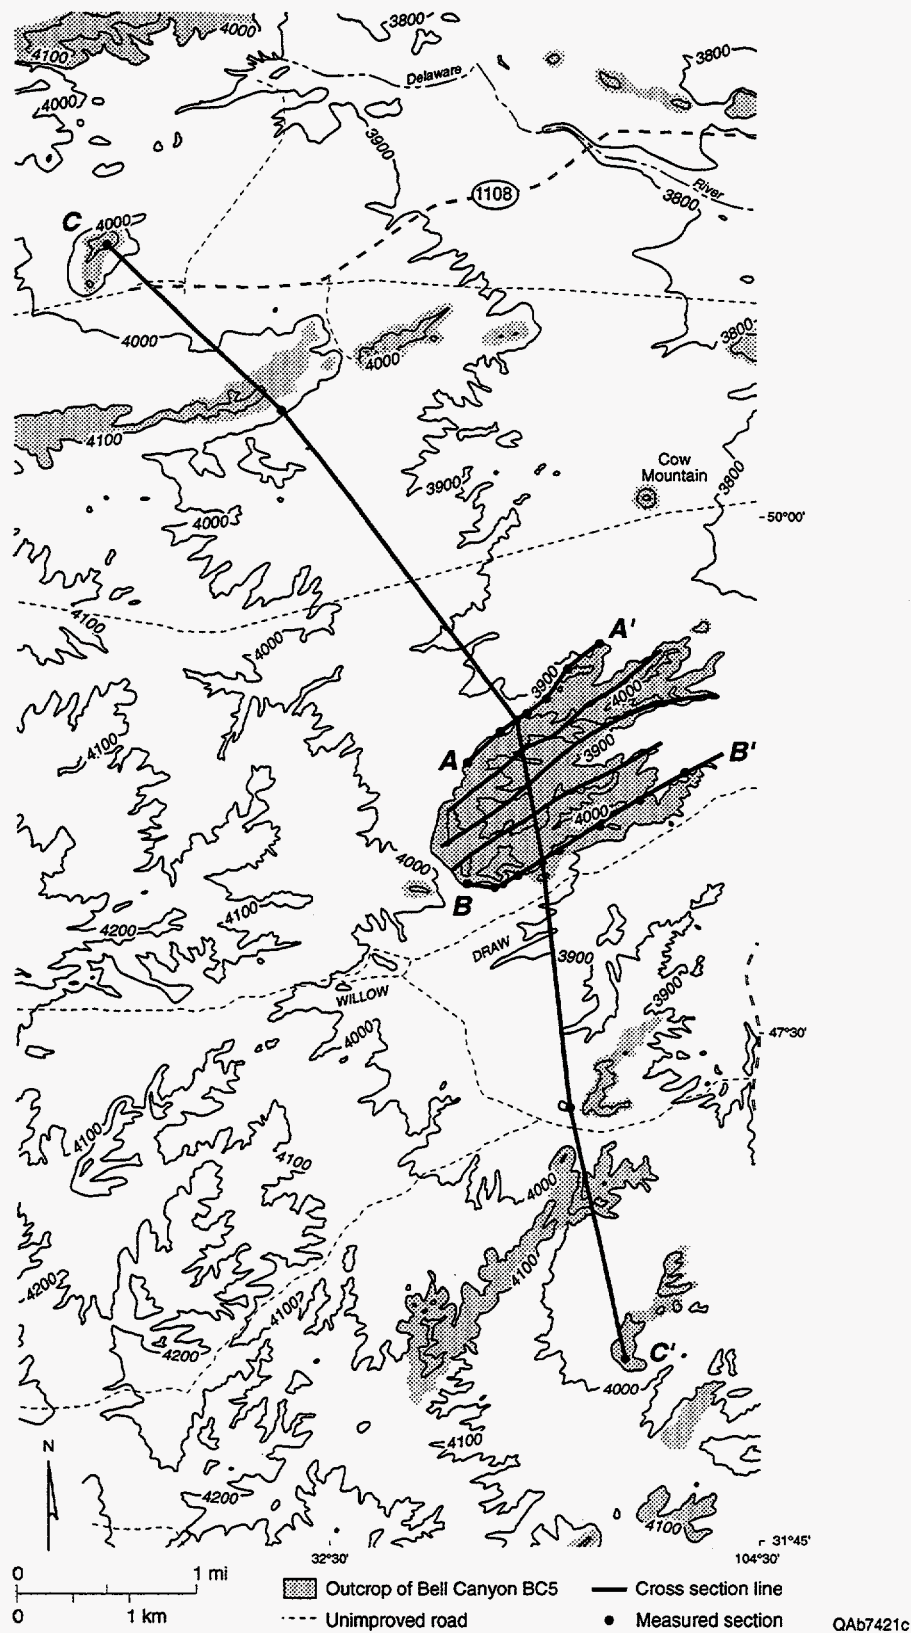 4000
3800
4100
3800
Delaware
4000
3900
1108
River
3800
C
4000
4000
3800
4000
4100
Cow
Mountain
3800
3900
4000
50°00'
4100
4000
A'
3900
4000
4100
3900
A
B'
4000
4000
B
4100
4200
DRAW
3900
3900
WILLOW
4000
47°30'
4100
4100
4000
4200
4100
4100
4200
C'
4000
4100
N
4200
4100
31°45'
32°30'
104°30'
0 1 mi
0 1 km
Outcrop of Bell Canyon BC5
Cross section line
Unimproved road
Measured section
QAb7421c